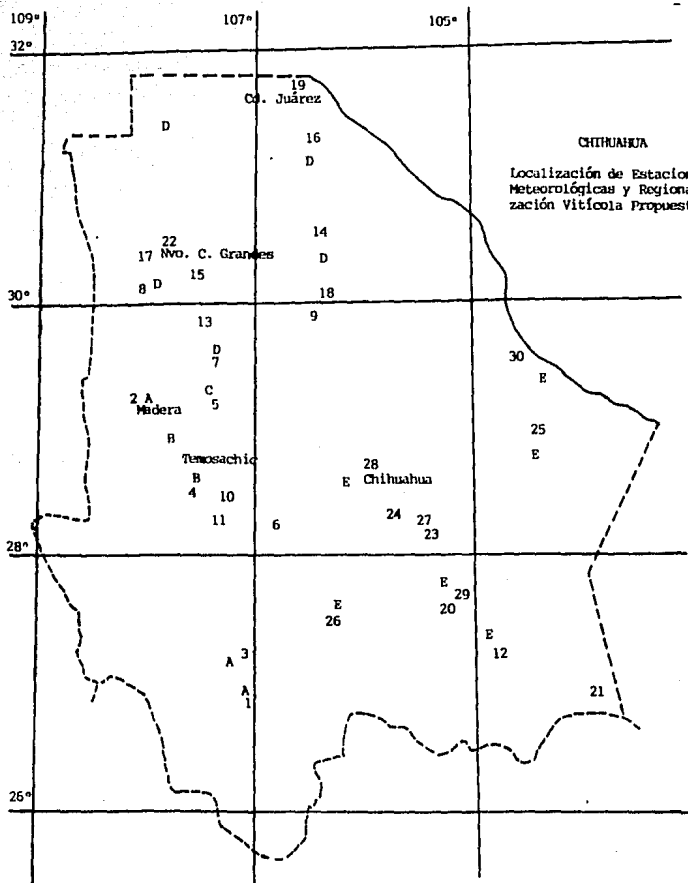 109° 107° 105°
32°
19
Cd. Juárez
D
16
D
CHIHUAHUA
Localización de Estacion
Meteorológicas y Regiona
zación Vitícola Propuest
14
22
17 Nvo. C. Grandes
D
15
8 D
18
30°
13
9
D
7
30
E
C
2 A
5
Madera
25
B
E
Temosachic
28
B
E Chihuahua
4 10
24 27
11 6
23
28°
E
29
E
20
26
E
3
12
A
A
21
1
26°